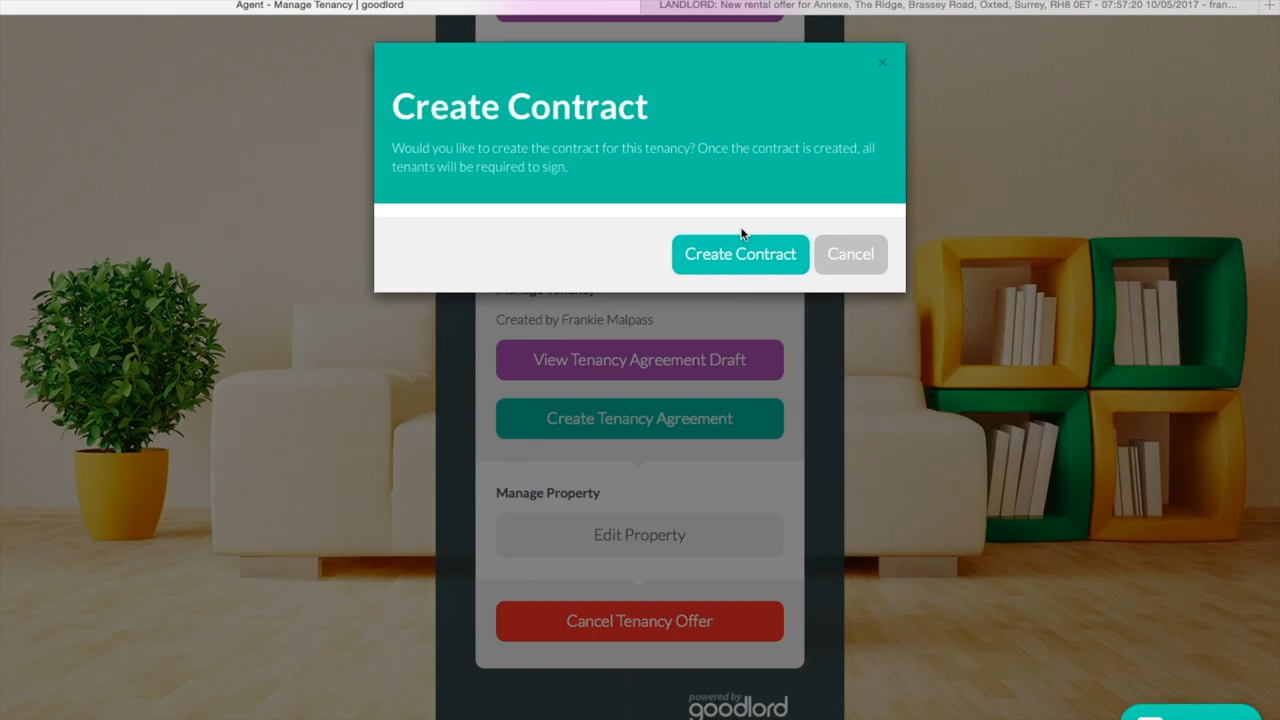 Agent - Manage Tenancy | goodlord
LANDLORD: New rental offer for Annexe, The Ridge, Brassey Road, Oxted, Surrey, RH8 0ET - 07:57:20 10/05/2017 - fran...
Create Contract
Would you like to create the contract for this tenancy? Once the contract is created, all
tenants will be required to sign.
Create Contract
Cancel
Manage Tenancy
Created by Frankie Malpass
View Tenancy Agreement Draft
Create Tenancy Agreement
Manage Property
Edit Property
Cancel Tenancy Offer
powered by
goodlord